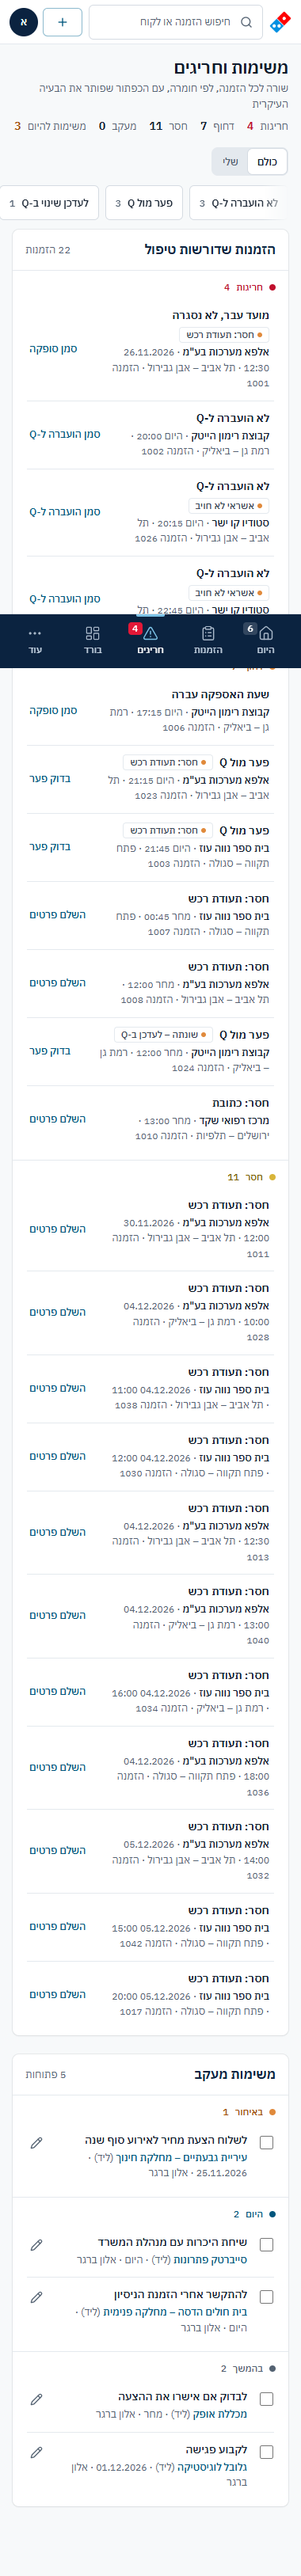 חיפוש הזמנה או לקוח
א
משימות וחריגים
שורה לכל הזמנה, לפי חומרה, עם הכפתור שפותר את הבעיה
העיקרית
חריגות 4 דחוף 7 חסר 11 מעקב 0 משימות להיום 3
כולם שלי
לא הועברה ל-Q 3 פער מול Q 3 לעדכן שינוי ב-Q 1
הזמנות שדורשות טיפול 22 הזמנות
חריגות 4
מועד עבר, לא נסגרה
חסר: תעודת רכש
אלפא מערכות בע"מ · 26.11.2026
12:30 · תל אביב – אבן גבירול · הזמנה
1001
סמן סופקה
לא הועברה ל-Q
קבוצת רימון הייטק · היום 20:00 ·
רמת גן – ביאליק · הזמנה 1002
סמן הועברה ל-Q
לא הועברה ל-Q
אשראי לא חויב
סטודיו קו ישר · היום 20:15 · תל
אביב – אבן גבירול · הזמנה 1026
סמן הועברה ל-Q
לא הועברה ל-Q
אשראי לא חויב
סטודיו קו ישר · היום 22:45 · תל
סמן הועברה ל-Q
היום 6
הזמנות
חריגים 4
בורד
עוד
שעת האספקה עברה
קבוצת רימון הייטק · היום 17:15 · רמת
גן – ביאליק · הזמנה 1006
סמן סופקה
פער מול Q חסר: תעודת רכש
אלפא מערכות בע"מ · היום 21:15 · תל
אביב – אבן גבירול · הזמנה 1023
בדוק פער
פער מול Q חסר: תעודת רכש
בית ספר נווה עוז · היום 21:45 · פתח
תקווה – סגולה · הזמנה 1003
בדוק פער
חסר: תעודת רכש
בית ספר נווה עוז · מחר 00:45 · פתח
תקווה – סגולה · הזמנה 1007
השלם פרטים
חסר: תעודת רכש
אלפא מערכות בע"מ · מחר 12:00 ·
תל אביב – אבן גבירול · הזמנה 1008
השלם פרטים
פער מול Q שונתה – לעדכן ב-Q
קבוצת רימון הייטק · מחר 12:00 · רמת גן
– ביאליק · הזמנה 1024
בדוק פער
חסר: כתובת
מרכז רפואי שקד · מחר 13:00 ·
ירושלים – תלפיות · הזמנה 1010
השלם פרטים
חסר 11
חסר: תעודת רכש
אלפא מערכות בע"מ · 30.11.2026
12:00 · תל אביב – אבן גבירול · הזמנה
1011
השלם פרטים
חסר: תעודת רכש
אלפא מערכות בע"מ · 04.12.2026
10:00 · רמת גן – ביאליק · הזמנה
1028
השלם פרטים
חסר: תעודת רכש
בית ספר נווה עוז · 04.12.2026 11:00
· תל אביב – אבן גבירול · הזמנה 1038
השלם פרטים
חסר: תעודת רכש
בית ספר נווה עוז · 04.12.2026 12:00
· פתח תקווה – סגולה · הזמנה 1030
השלם פרטים
חסר: תעודת רכש
אלפא מערכות בע"מ · 04.12.2026
12:30 · תל אביב – אבן גבירול · הזמנה
1013
השלם פרטים
חסר: תעודת רכש
אלפא מערכות בע"מ · 04.12.2026
13:00 · רמת גן – ביאליק · הזמנה
1040
השלם פרטים
חסר: תעודת רכש
בית ספר נווה עוז · 04.12.2026 16:00
· רמת גן – ביאליק · הזמנה 1034
השלם פרטים
חסר: תעודת רכש
אלפא מערכות בע"מ · 04.12.2026
18:00 · פתח תקווה – סגולה · הזמנה
1036
השלם פרטים
חסר: תעודת רכש
אלפא מערכות בע"מ · 05.12.2026
14:00 · תל אביב – אבן גבירול · הזמנה
1032
השלם פרטים
חסר: תעודת רכש
בית ספר נווה עוז · 05.12.2026 15:00
· פתח תקווה – סגולה · הזמנה 1042
השלם פרטים
חסר: תעודת רכש
בית ספר נווה עוז · 05.12.2026 20:00
· פתח תקווה – סגולה · הזמנה 1017
השלם פרטים
משימות מעקב 5 פתוחות
באיחור 1
לשלוח הצעת מחיר לאירוע סוף שנה
עיריית גבעתיים – מחלקת חינוך (ליד) ·
25.11.2026 · אלון ברגר
היום 2
שיחת היכרות עם מנהלת המשרד
סייברטק פתרונות (ליד) · היום · אלון ברגר
להתקשר אחרי הזמנת הניסיון
בית חולים הדסה – מחלקה פנימית (ליד) ·
היום · אלון ברגר
בהמשך 2
לבדוק אם אישרו את ההצעה
מכללת אופק (ליד) · מחר · אלון ברגר
לקבוע פגישה
גלובל לוגיסטיקה (ליד) · 01.12.2026 · אלון
ברגר